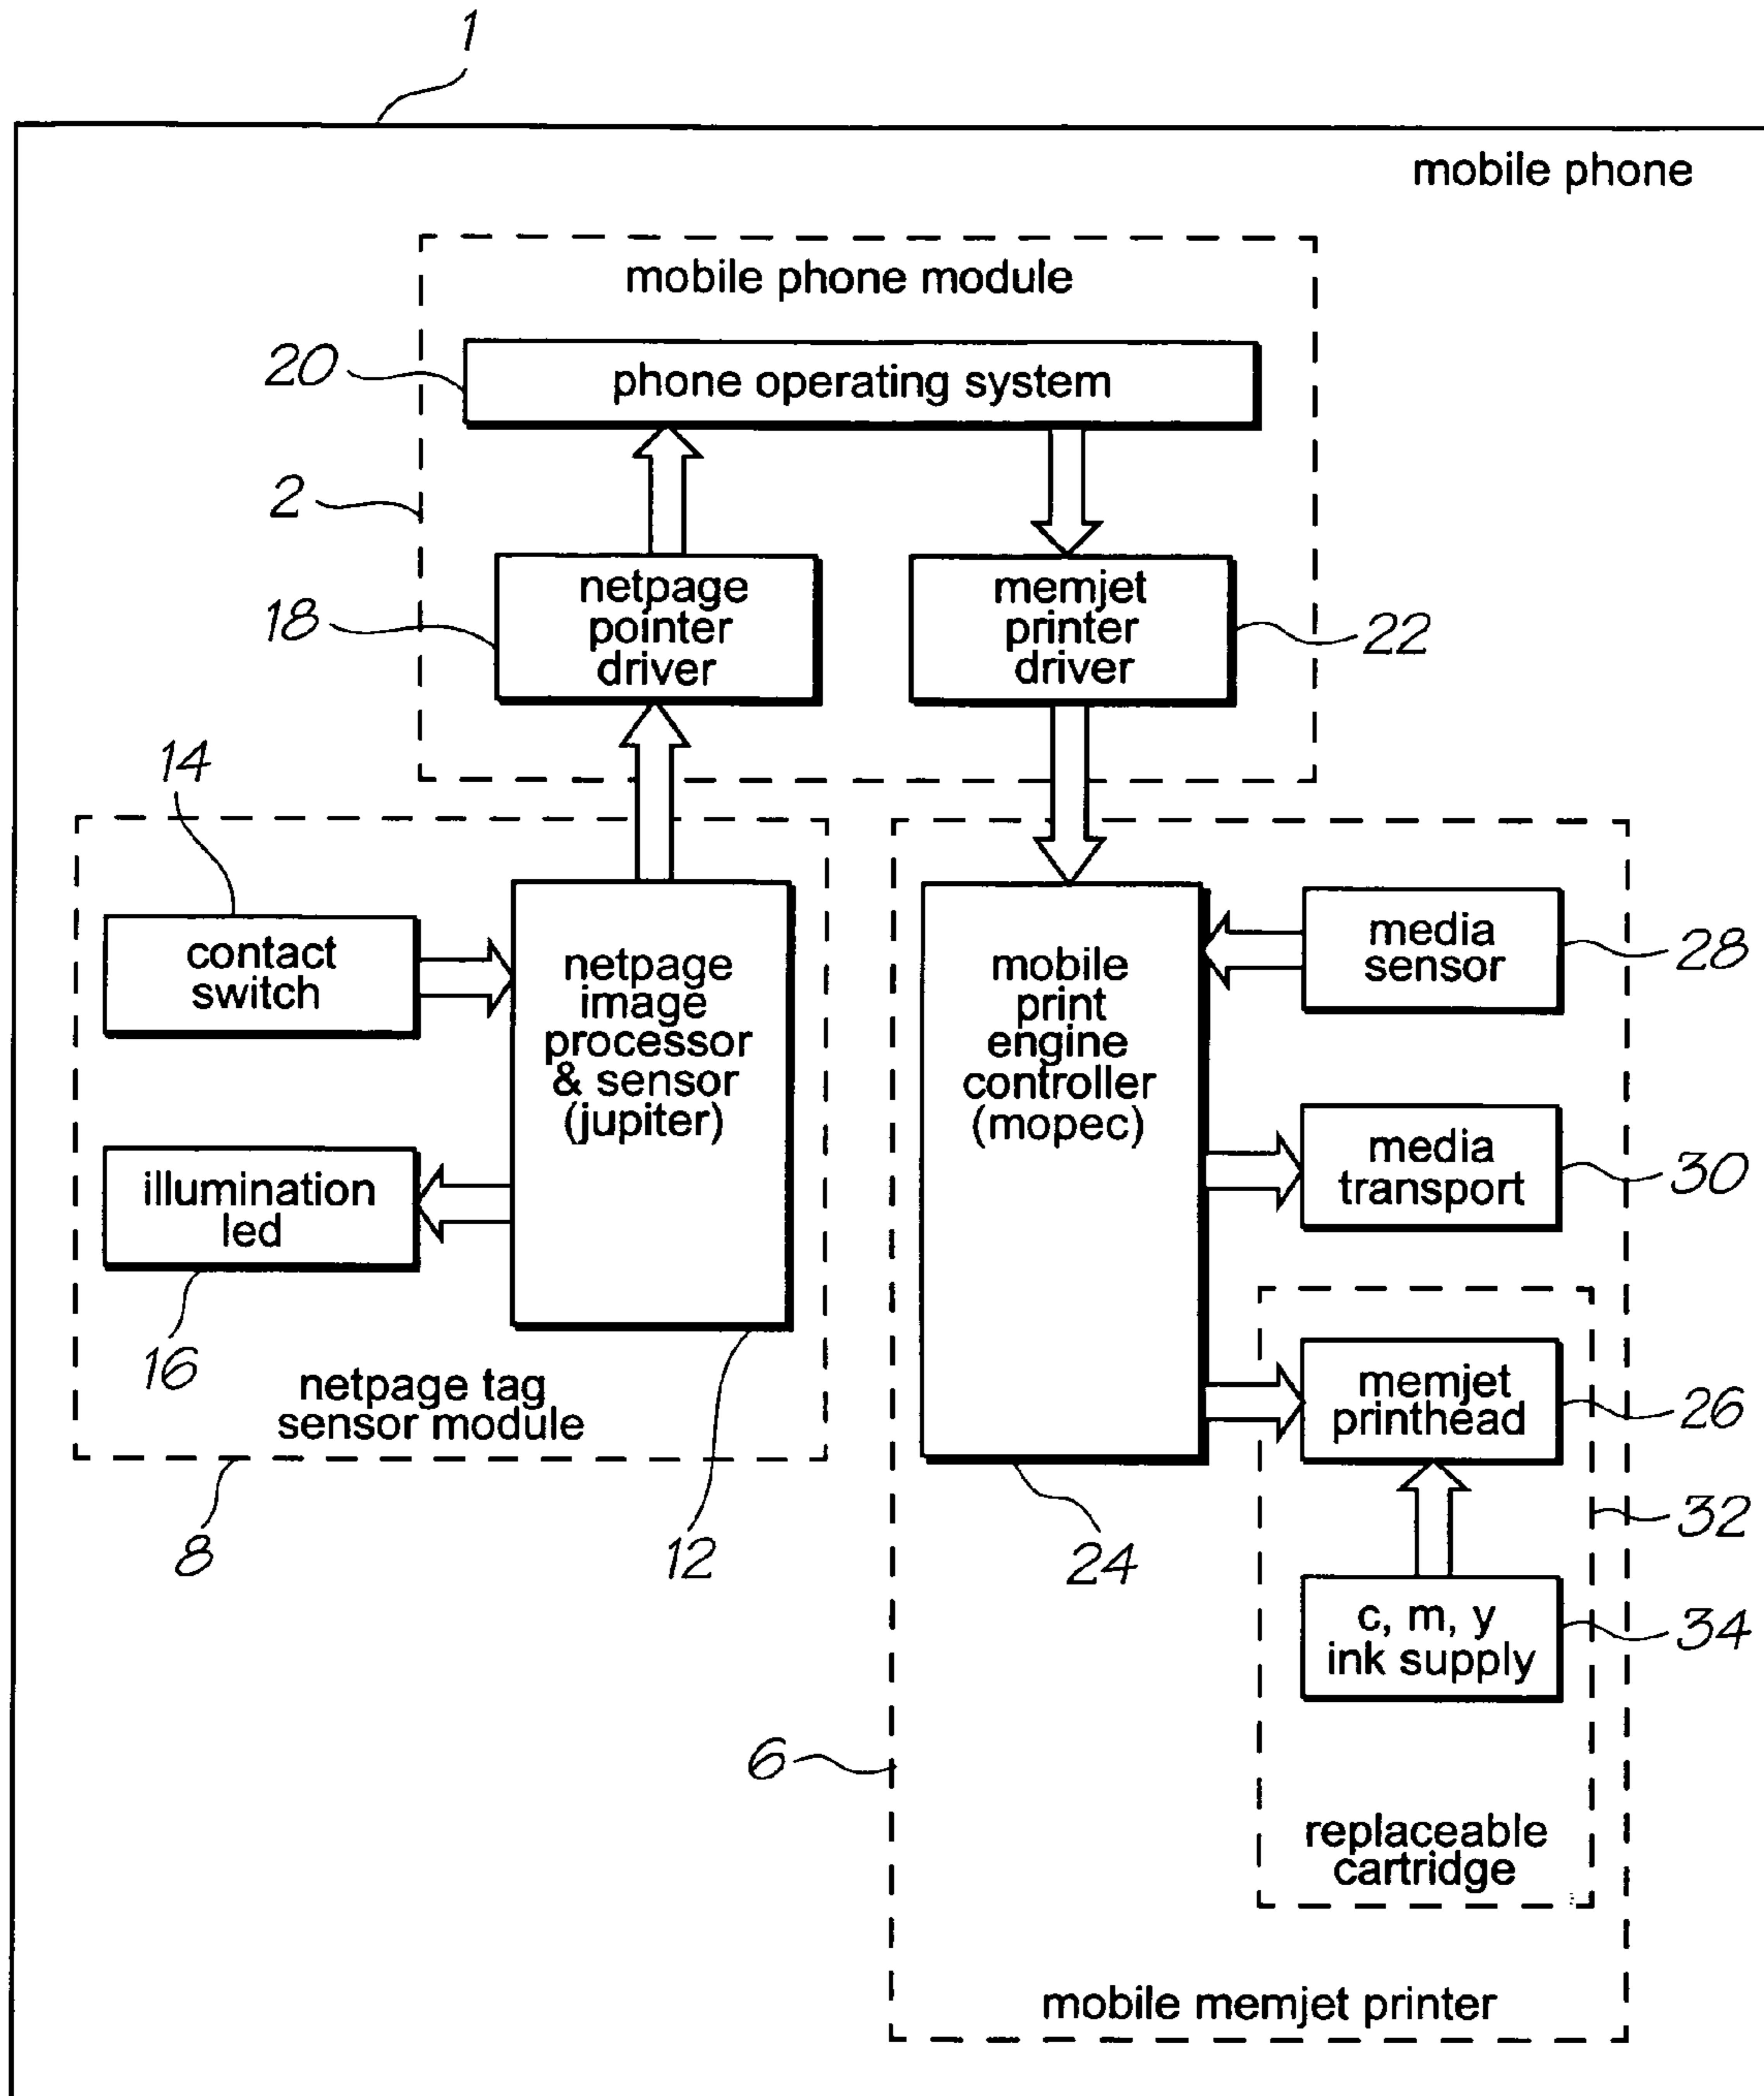 1
mobile phone
mobile phone module
20
phone operating system
2
18
netpage
pointer
driver
memjet
printer
driver
22
14
contact
switch
netpage
image
processor
& sensor
(jupiter)
illumination
led
16
netpage tag
sensor module
8
12
mobile
print
engine
controller
(mopec)
24
media
sensor
28
media
transport
30
memjet
printhead
26
32
c, m, y
ink supply
34
6
replaceable
cartridge
mobile memjet printer